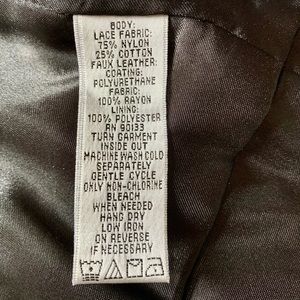 BODY:
LACE FABRIC:
75% NYLON
25% COTTON
FAUX LEATHER:
COATING:
POLYURETHANE
FABRIC:
100% RAYON
LINING:
100% POLYESTER
RN 90133
TURN GARMENT
INSIDE OUT
MACHINE WASH COLD
SEPARATELY
GENTLE CYCLE
ONLY NON-CHLORINE
BLEACH
WHEN NEEDED
HANG DRY
LOW IRON
ON REVERSE
IF NECESSARY